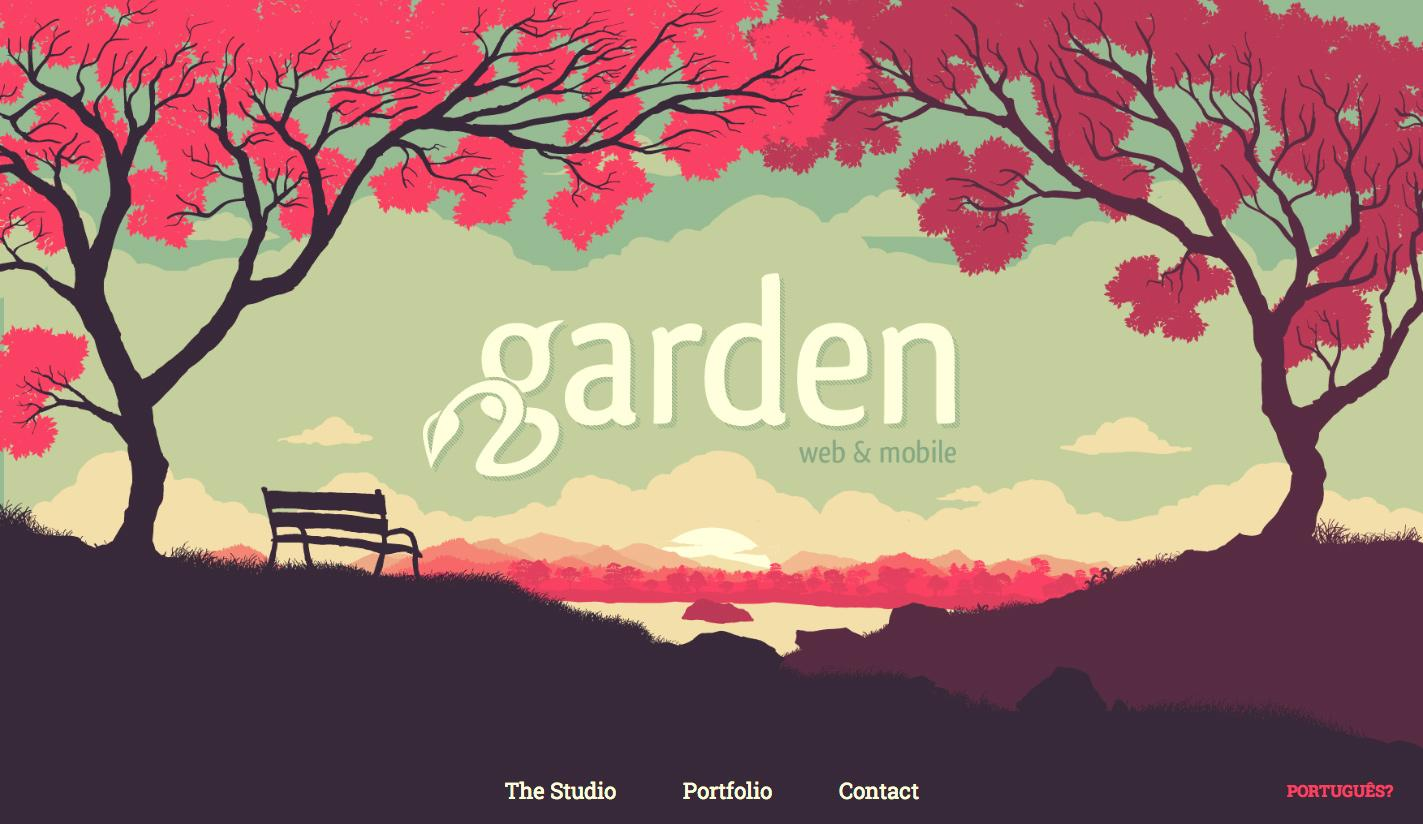 garden
web & mobile
The Studio Portfolio Contact
PORTUGUÊS?